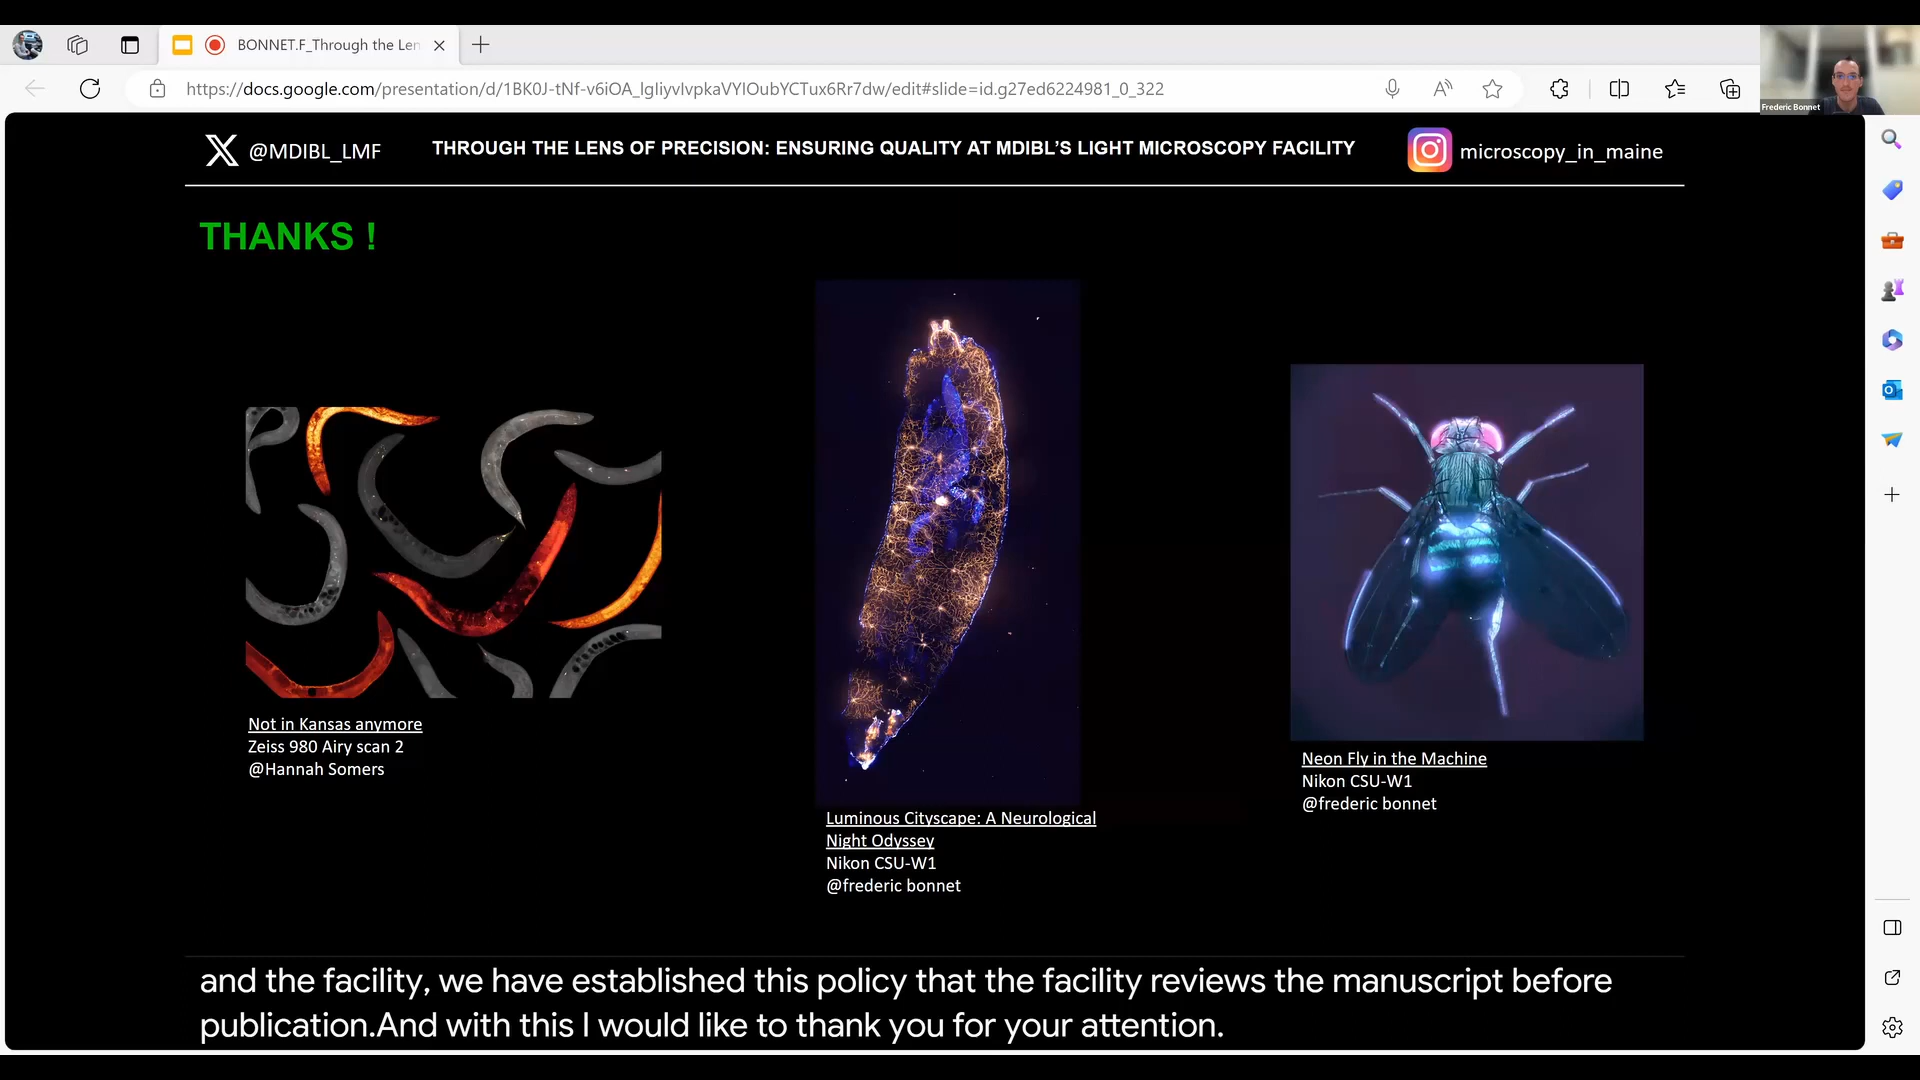 BONNET.F_Through the Len
https://docs.google.com/presentation/d/1BK0J-tNf-v6iOA_lgIiyvIvpkaVYIOubYCTux6Rr7dw/edit#slide=id.g27ed6224981_0_322
Frederic Bonnet
@MDIBL_LMF
THROUGH THE LENS OF PRECISION: ENSURING QUALITY AT MDIBL'S LIGHT MICROSCOPY FACILITY
microscopy_in_maine
THANKS !
Not in Kansas anymore
Zeiss 980 Airy scan 2
@Hannah Somers
Luminous Cityscape: A Neurological
Night Odyssey
Nikon CSU-W1
@frederic bonnet
Neon Fly in the Machine
Nikon CSU-W1
@frederic bonnet
and the facility, we have established this policy that the facility reviews the manuscript before
publication.And with this I would like to thank you for your attention.